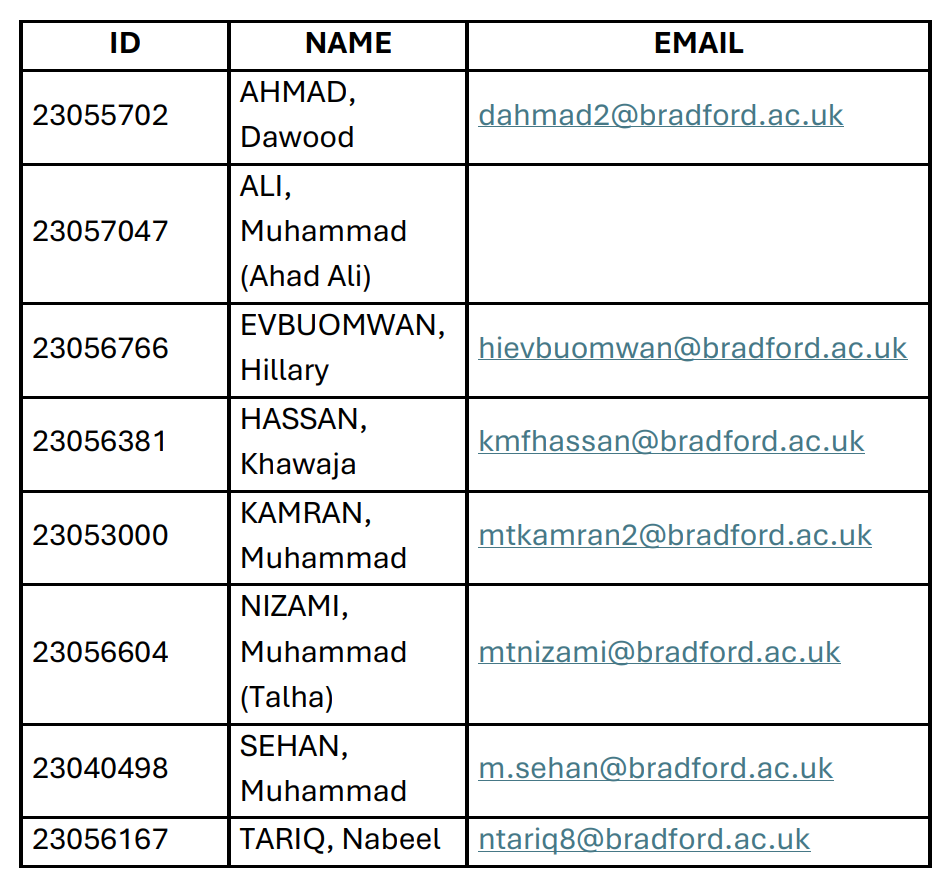 ID NAME EMAIL
23055702 AHMAD, Dawood dahmad2@bradford.ac.uk
23057047 ALI, Muhammad (Ahad Ali)
23056766 EVBUOMWAN, Hillary hievbuomwan@bradford.ac.uk
23056381 HASSAN, Khawaja kmfhassan@bradford.ac.uk
23053000 KAMRAN, Muhammad mtkamran2@bradford.ac.uk
23056604 NIZAMI, Muhammad (Talha) mtnizami@bradford.ac.uk
23040498 SEHAN, Muhammad m.sehan@bradford.ac.uk
23056167 TARIQ, Nabeel ntariq8@bradford.ac.uk